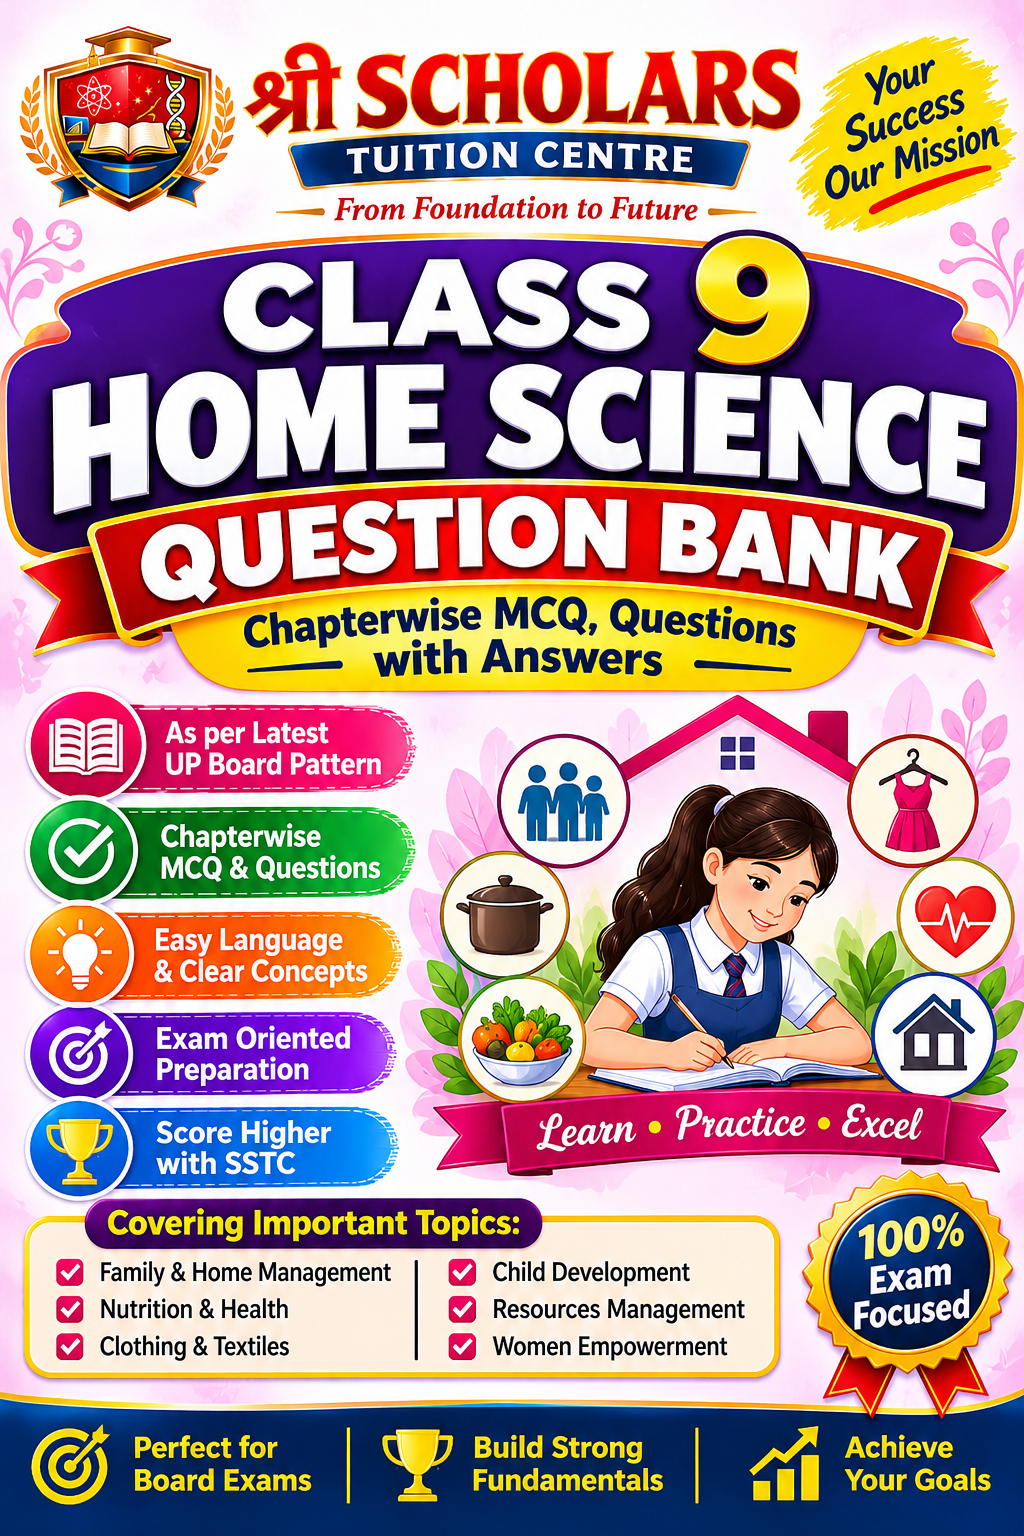 श्री SCHOLARS
TUITION CENTRE
From Foundation to Future
Your
Success
Our Mission
CLASS 9
HOME SCIENCE
QUESTION BANK
Chapterwise MCQ, Questions
with Answers
As per Latest
UP Board Pattern
Chapterwise
MCQ & Questions
Easy Language
& Clear Concepts
Exam Oriented
Preparation
Score Higher
with SSTC
Learn • Practice • Excel
Covering Important Topics:
Family & Home Management
Nutrition & Health
Clothing & Textiles
Child Development
Resources Management
Women Empowerment
100%
Exam
Focused
Perfect for
Board Exams
Build Strong
Fundamentals
Achieve
Your Goals